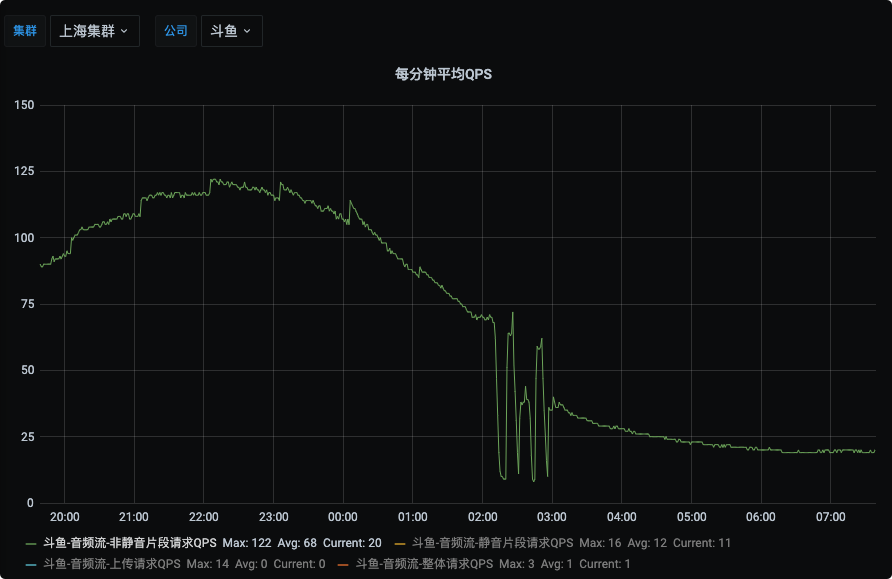 集群 上海集群 公司 斗鱼
每分钟平均QPS
150
125
100
75
50
25
0
20:00 21:00 22:00 23:00 00:00 01:00 02:00 03:00 04:00 05:00 06:00 07:00
斗鱼-音频流-非静音片段请求QPS Max: 122 Avg: 68 Current: 20 斗鱼-音频流-静音片段请求QPS Max: 16 Avg: 12 Current: 11
斗鱼-音频流-上传请求QPS Max: 14 Avg: 0 Current: 0 斗鱼-音频流-整体请求QPS Max: 3 Avg: 1 Current: 1